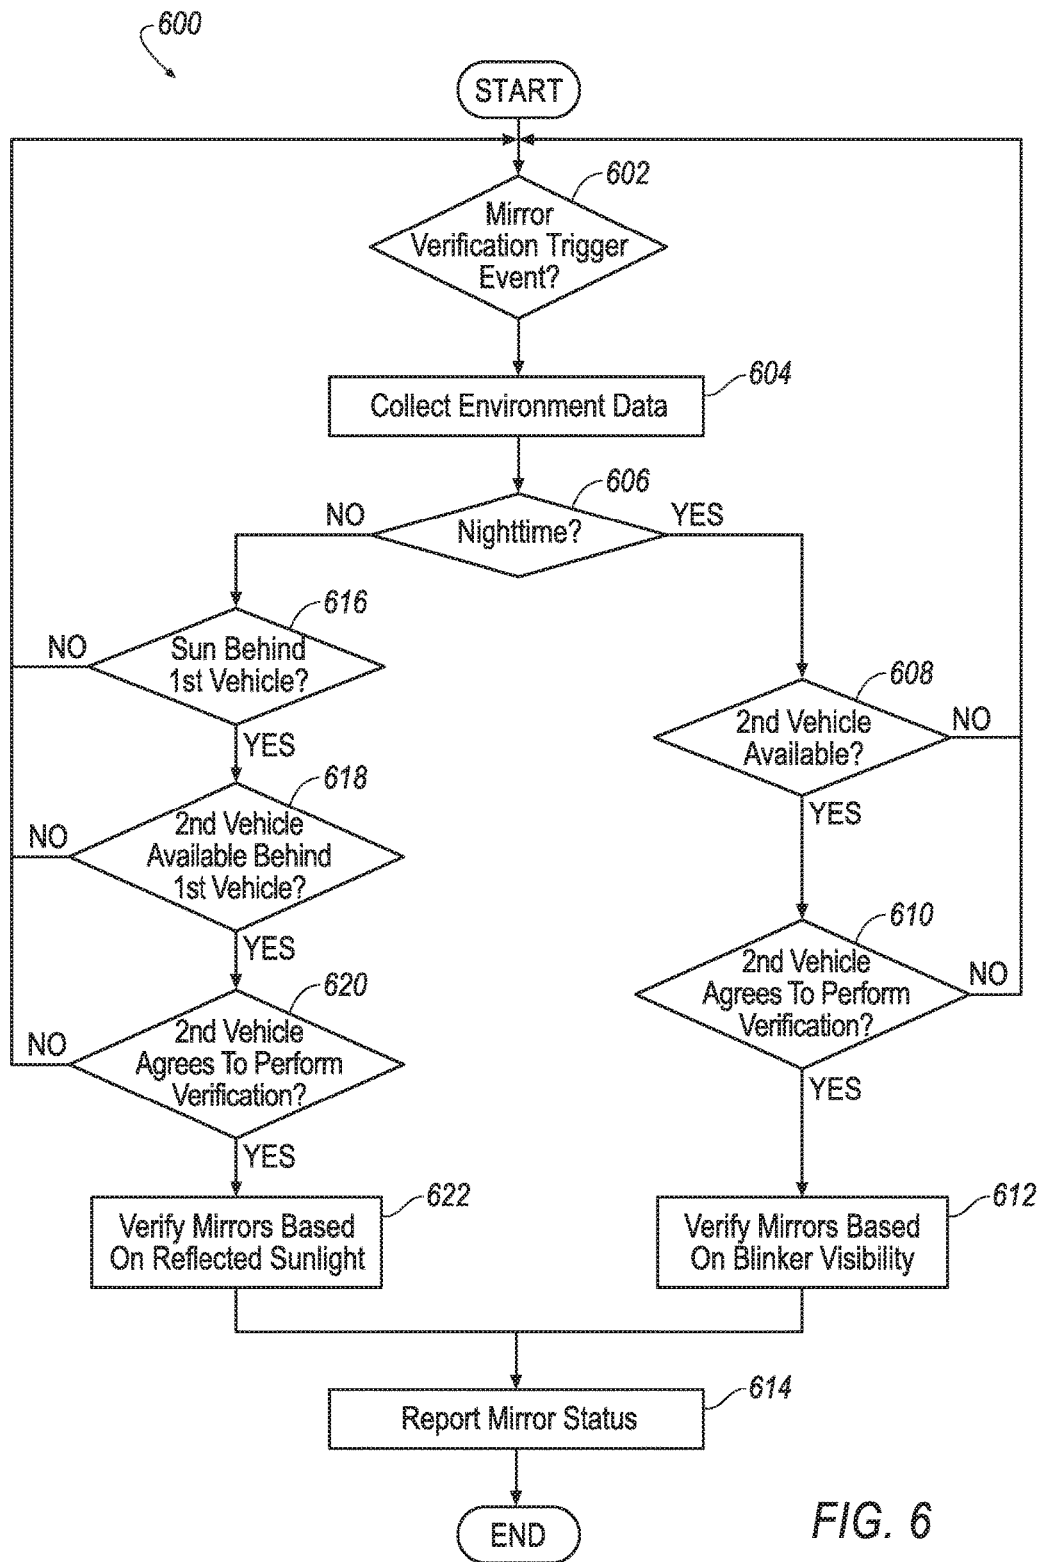 600
START
602
Mirror
Verification Trigger
Event?
604
Collect Environment Data
606
NO
YES
Nighttime?
616
NO
Sun Behind
1st Vehicle?
YES
608
2nd Vehicle
Available?
NO
YES
618
NO
2nd Vehicle
Available Behind
1st Vehicle?
YES
610
2nd Vehicle
Agrees To Perform
Verification?
NO
YES
620
NO
2nd Vehicle
Agrees To Perform
Verification?
YES
622
Verify Mirrors Based
On Reflected Sunlight
612
Verify Mirrors Based
On Blinker Visibility
614
Report Mirror Status
END
FIG. 6